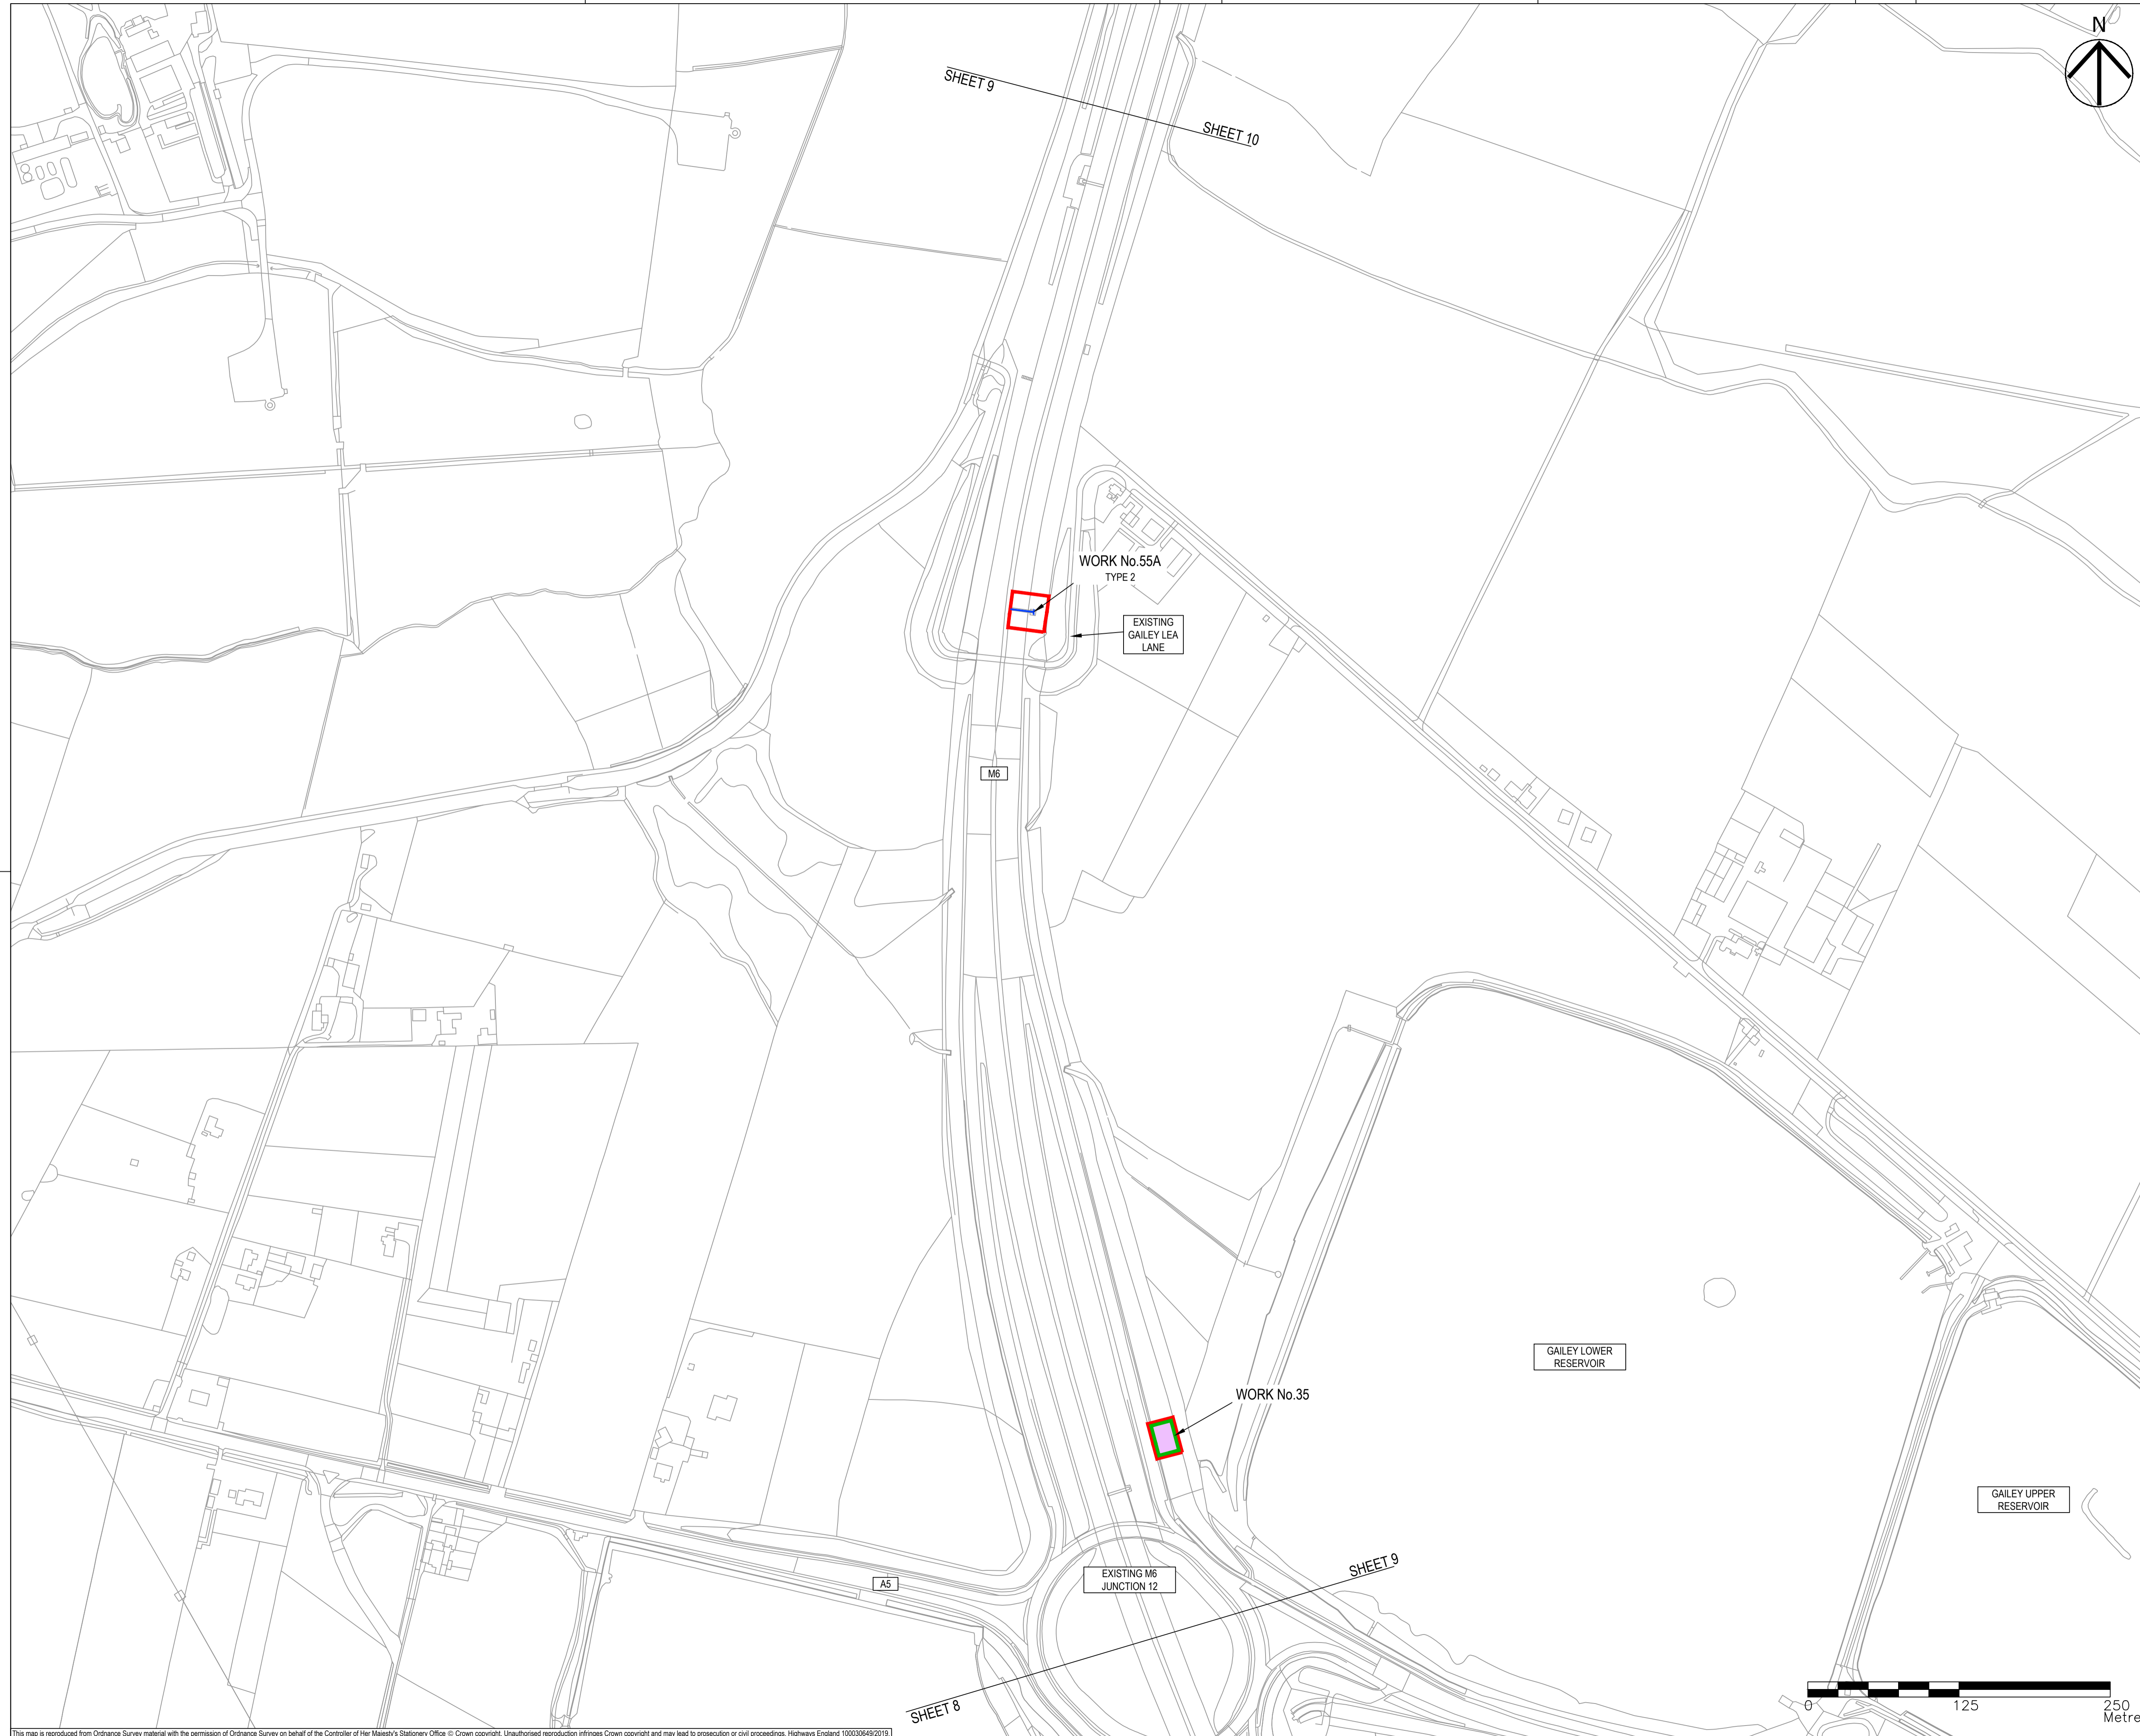 N
SHEET 9
SHEET 10
WORK No.55A
TYPE 2
EXISTING
GAILEY LEA
LANE
M6
GAILEY LOWER
RESERVOIR
WORK No.35
GAILEY UPPER
RESERVOIR
A5
EXISTING M6
JUNCTION 12
SHEET 9
SHEET 8
0
125
250
Metre
This map is reproduced from Ordnance Survey material with the permission of Ordnance Survey on behalf of the Controller of Her Majesty's Stationery Office © Crown copyright. Unauthorised reproduction infringes Crown copyright and may lead to prosecution or civil proceedings. Highways England 100030649/2019.